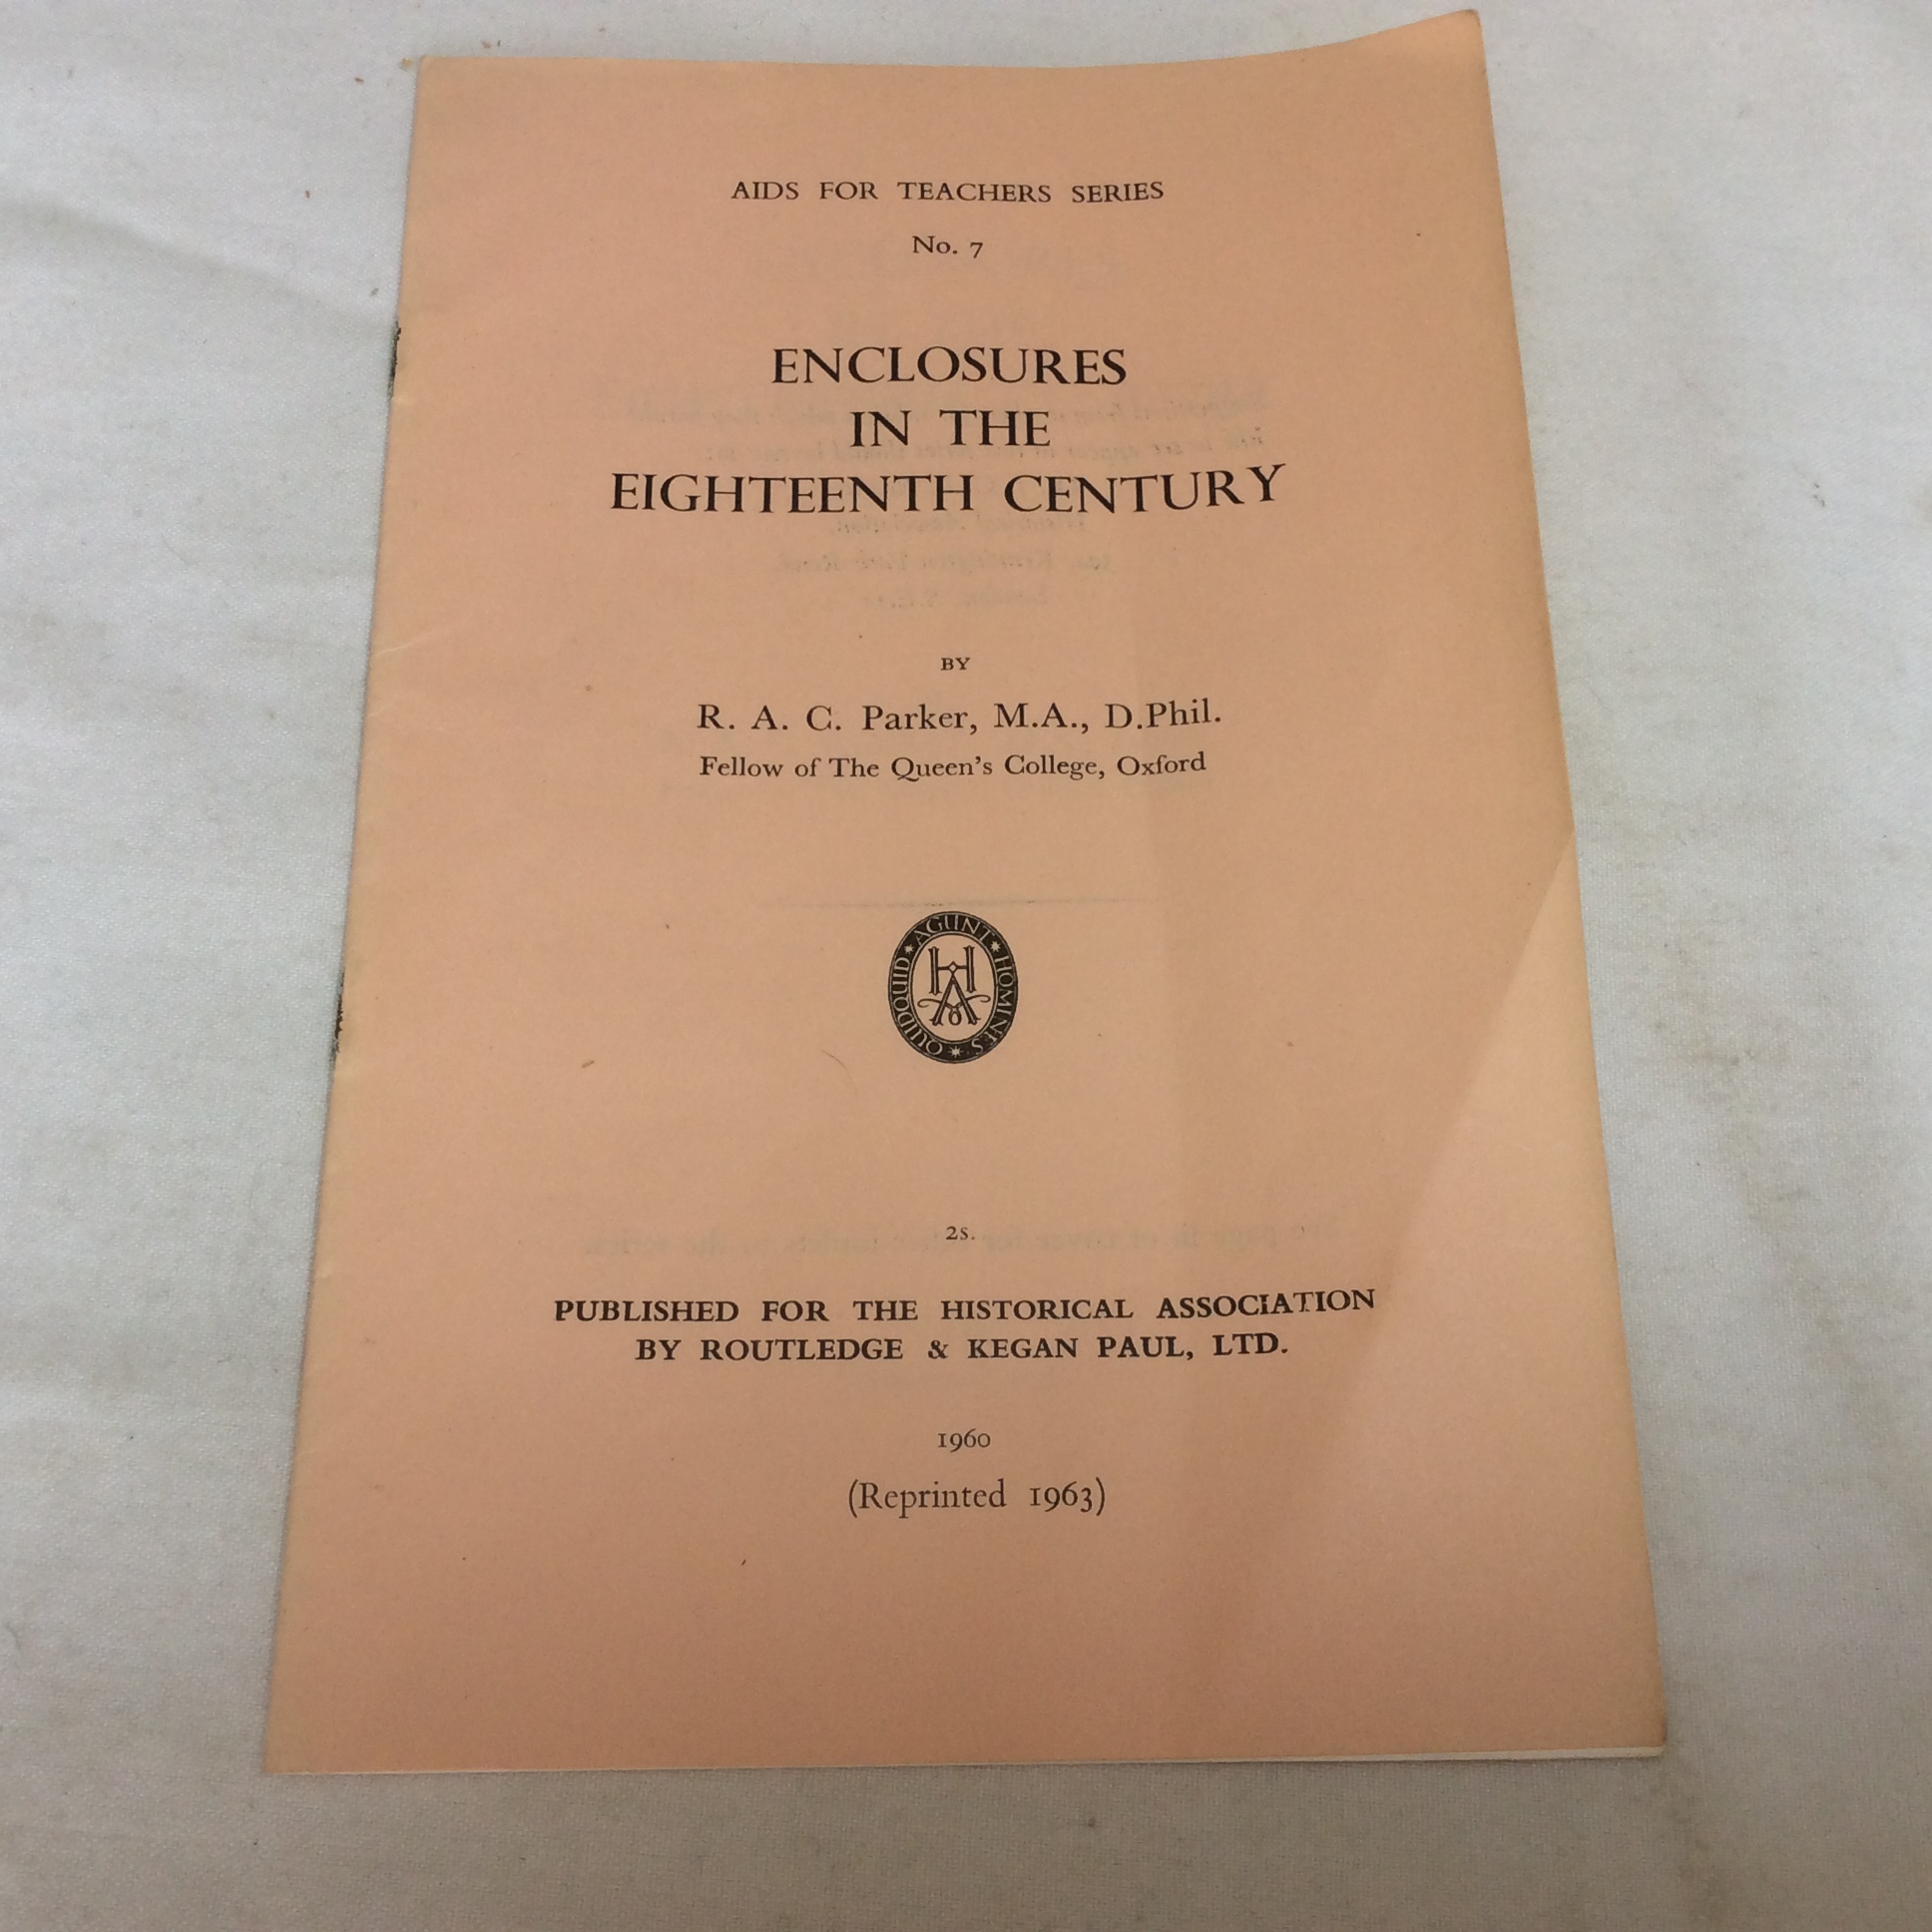 AIDS FOR TEACHERS SERIES
No. 7
ENCLOSURES
IN THE
EIGHTEENTH CENTURY
BY
R. A. C. Parker, M.A., D.Phil.
Fellow of The Queen's College, Oxford
QUIDQUID * AGUNT * HOMINES *
HA
2s.
PUBLISHED FOR THE HISTORICAL ASSOCIATION
BY ROUTLEDGE & KEGAN PAUL, LTD.
1960
(Reprinted 1963)